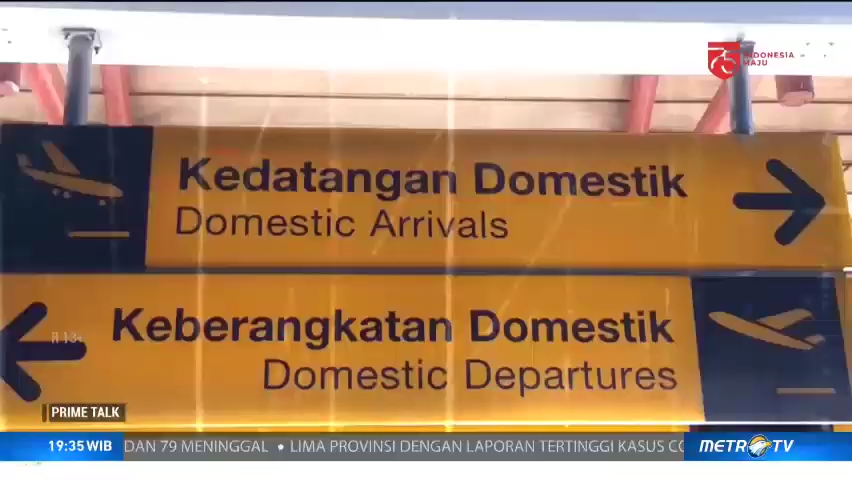 INDONESIA
MAJU
Kedatangan Domestik
Domestic Arrivals
Keberangkatan Domestik
Domestic Departures
PRIME TALK
19:35 WIB
DAN 79 MENINGGAL • LIMA PROVINSI DENGAN LAPORAN TERTINGGI KASUS
METRO TV